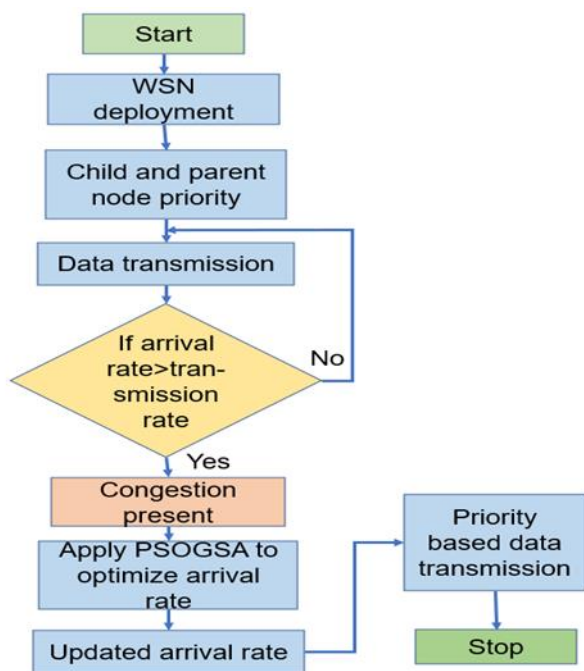 Start
WSN
deployment
Child and parent
node priority
Data transmission
If arrival
rate>tran-
smission
rate
No
Yes
Congestion
present
Apply PSOGSA to
optimize arrival
rate
Updated arrival rate
Priority
based data
transmission
Stop